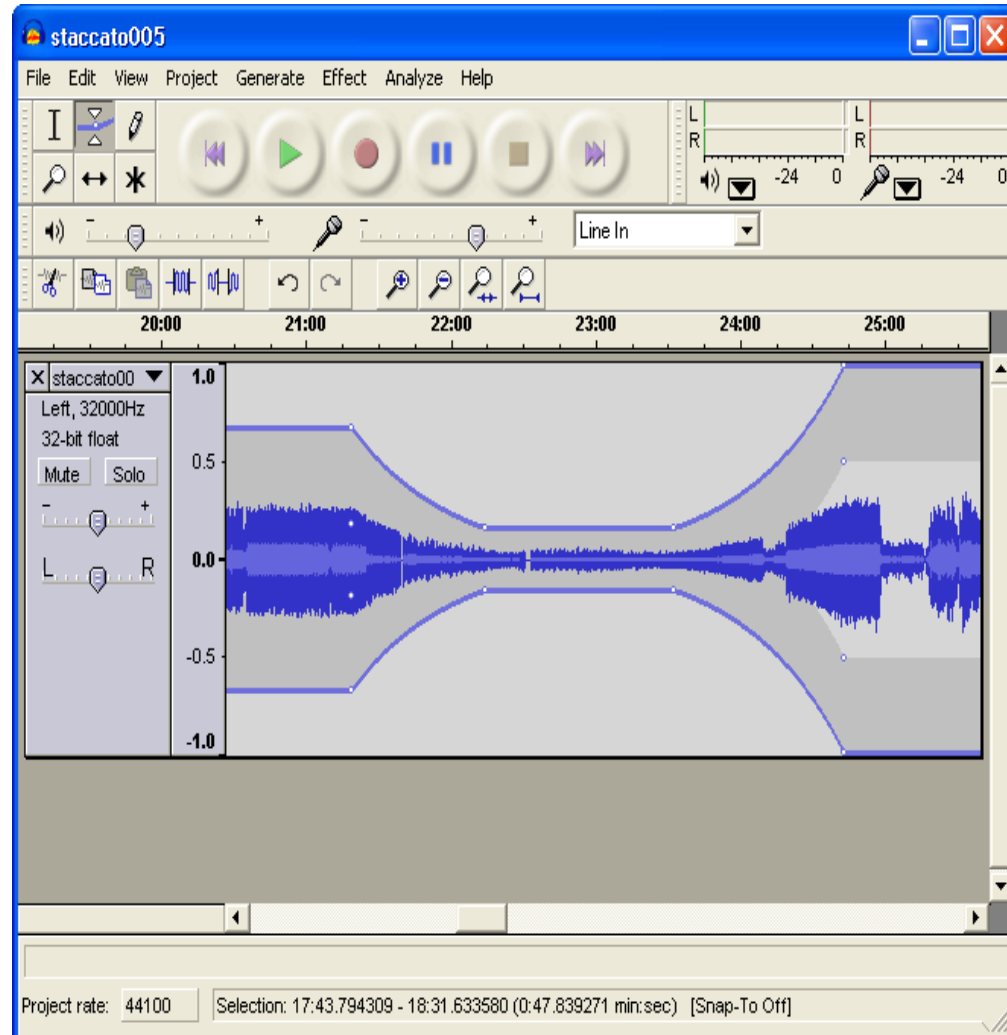 staccato005
File Edit View Project Generate Effect Analyze Help
L
R
-24 0
L
R
-24 0
- +
- +
Line In
20:00 21:00 22:00 23:00 24:00 25:00
X staccato00
Left, 32000Hz
32-bit float
Mute Solo
- +
L R
1.0
0.5
0.0
-0.5
-1.0
Project rate: 44100 Selection: 17:43.794309 - 18:31.633580 (0:47.839271 min:sec) [Snap-To Off]